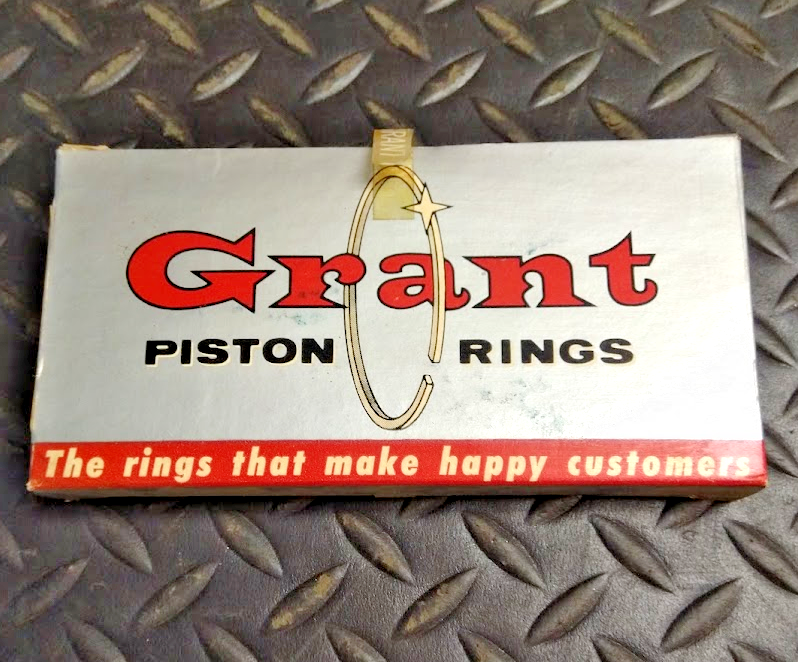 Grant
PISTON RINGS
The rings that make happy customers